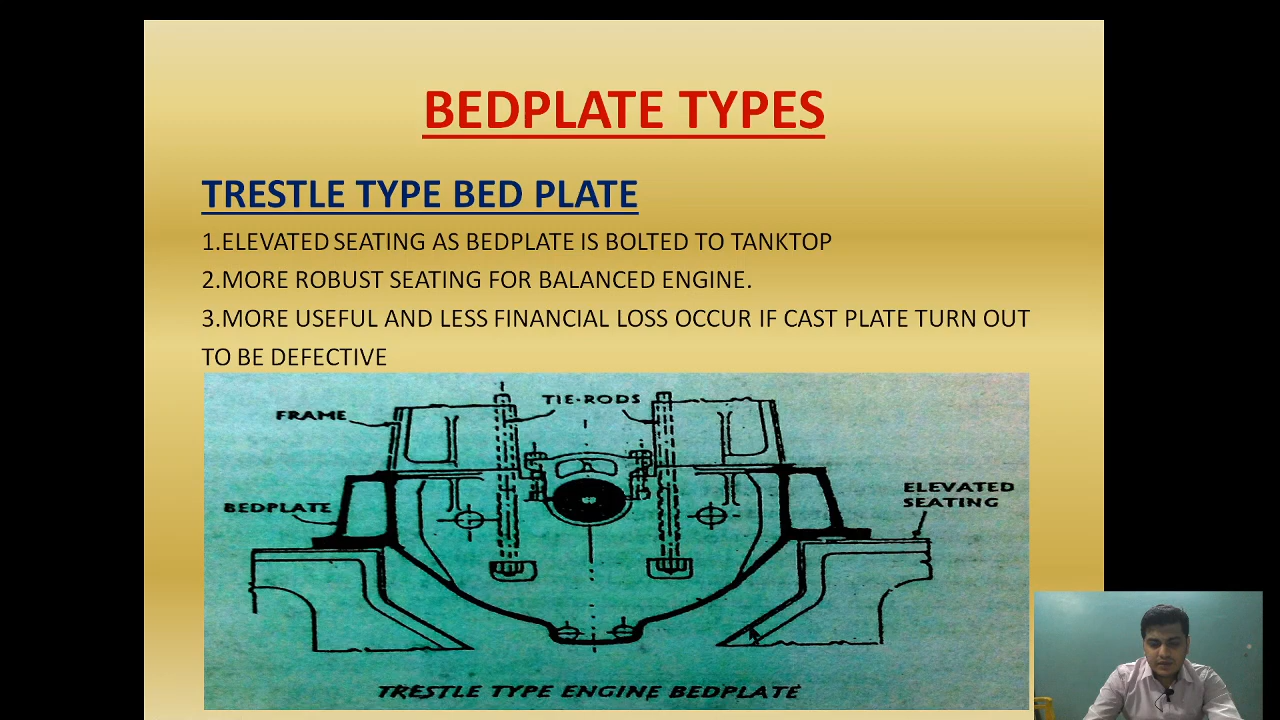 BEDPLATE TYPES
TRESTLE TYPE BED PLATE
1.ELEVATED SEATING AS BEDPLATE IS BOLTED TO TANKTOP
2.MORE ROBUST SEATING FOR BALANCED ENGINE.
3.MORE USEFUL AND LESS FINANCIAL LOSS OCCUR IF CAST PLATE TURN OUT
TO BE DEFECTIVE
TIE-RODS
FRAME
ELEVATED
SEATING
BEDPLATE
TRESTLE TYPE ENGINE BEDPLATE